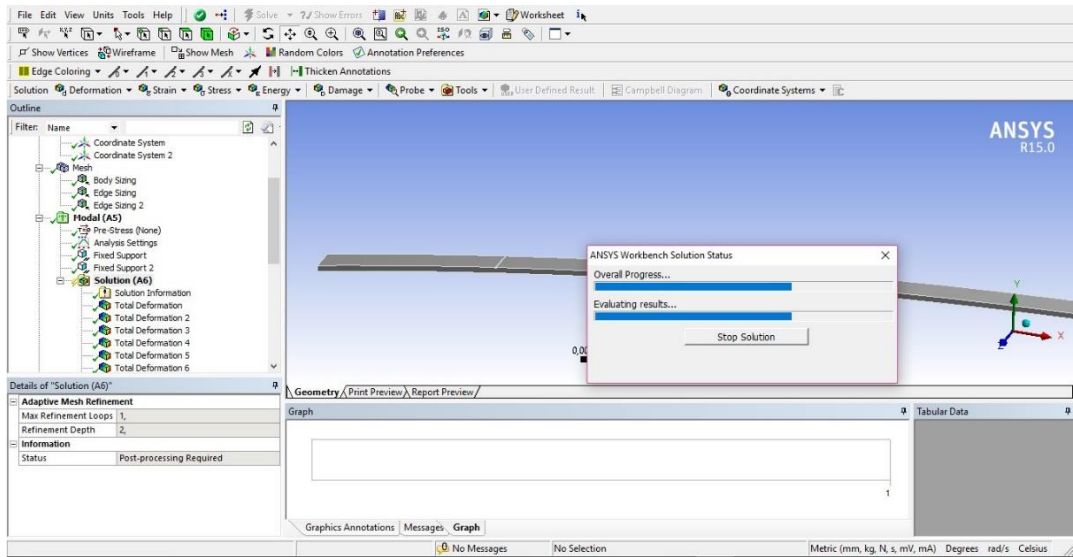 File Edit View Units Tools Help Solve ?/ Show Errors Worksheet
Show Vertices Wireframe Show Mesh Random Colors Annotation Preferences
Edge Coloring Thicken Annotations
Solution Deformation Strain Stress Energy Damage Probe Tools User Defined Result Campbell Diagram Coordinate Systems
Outline
Filter: Name
Coordinate System
Coordinate System 2
Mesh
Body Sizing
Edge Sizing
Edge Sizing 2
Modal (A5)
Pre-Stress (None)
Analysis Settings
Fixed Support
Fixed Support 2
Solution (A6)
Solution Information
Total Deformation
Total Deformation 2
Total Deformation 3
Total Deformation 4
Total Deformation 5
Total Deformation 6
ANSYS
R15.0
ANSYS Workbench Solution Status
Overall Progress...
Evaluating results...
Stop Solution
0,00
Y
X
Z
Geometry Print Preview Report Preview
Details of "Solution (A6)"
Adaptive Mesh Refinement
Max Refinement Loops 1,
Refinement Depth 2,
Information
Status Post-processing Required
Graph
1
Tabular Data
Graphics Annotations Messages Graph
0 No Messages No Selection Metric (mm, kg, N, s, mV, mA) Degrees rad/s Celsius